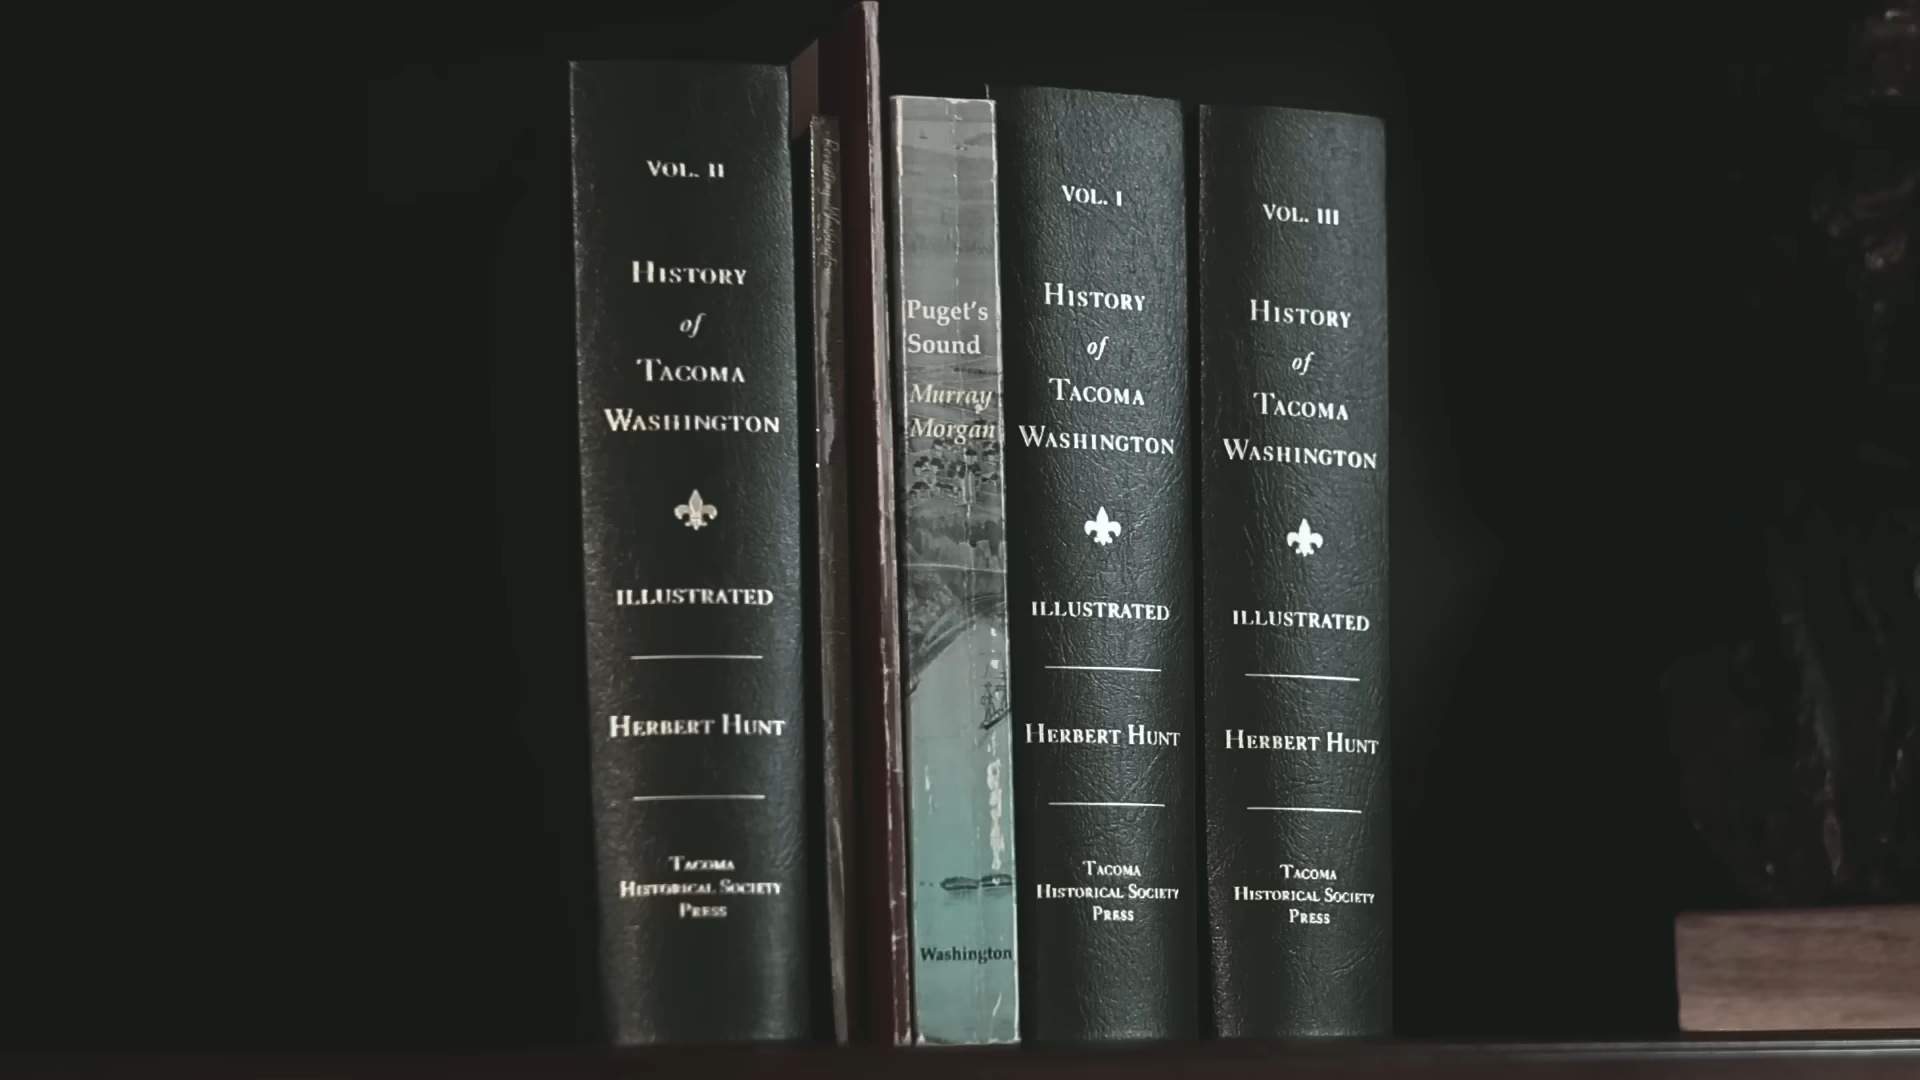 VOL. II
HISTORY
of
TACOMA
WASHINGTON
ILLUSTRATED
HERBERT HUNT
TACOMA
HISTORICAL SOCIETY
PRESS
Puget's
Sound
Murray
Morgan
Washington
VOL. I
HISTORY
of
TACOMA
WASHINGTON
ILLUSTRATED
HERBERT HUNT
TACOMA
HISTORICAL SOCIETY
PRESS
VOL. III
HISTORY
of
TACOMA
WASHINGTON
ILLUSTRATED
HERBERT HUNT
TACOMA
HISTORICAL SOCIETY
PRESS